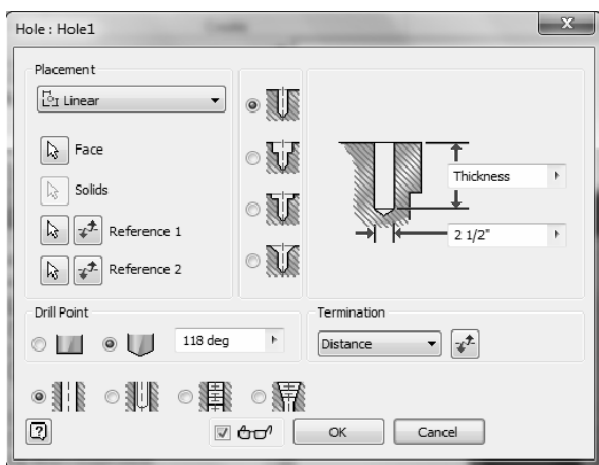 Hole : Hole1
Placement
Linear
Face
Solids
Reference 1
Reference 2
Thickness
2 1/2"
Drill Point
118 deg
Termination
Distance
OK
Cancel